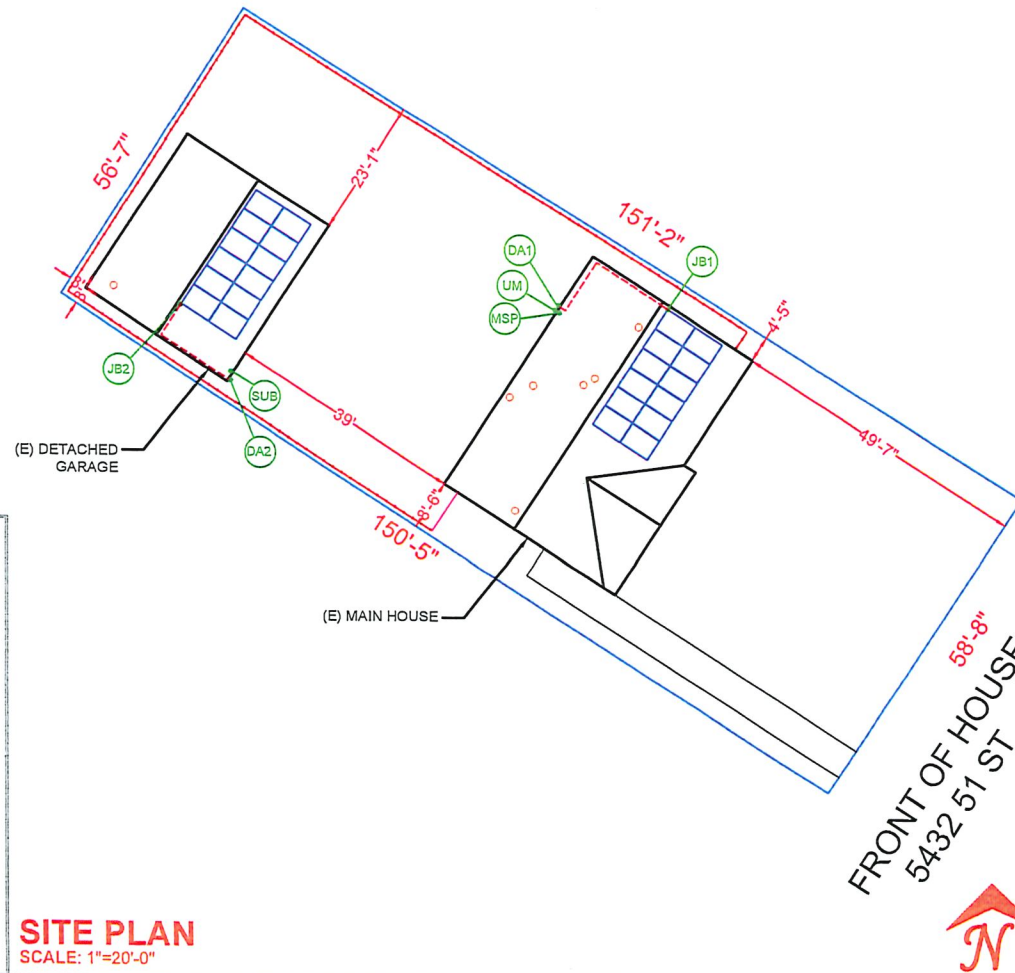 56'-7"
23'-1"
151'-2"
DA1
UM
MSP
JB1
4'-5"
JB2
SUB
DA2
(E) DETACHED
GARAGE
39'
49'-7"
8'-6"
150'-5"
(E) MAIN HOUSE
58'-8"
FRONT OF HOUSE
5432 51 ST
SITE PLAN
SCALE: 1"=20'-0"
N